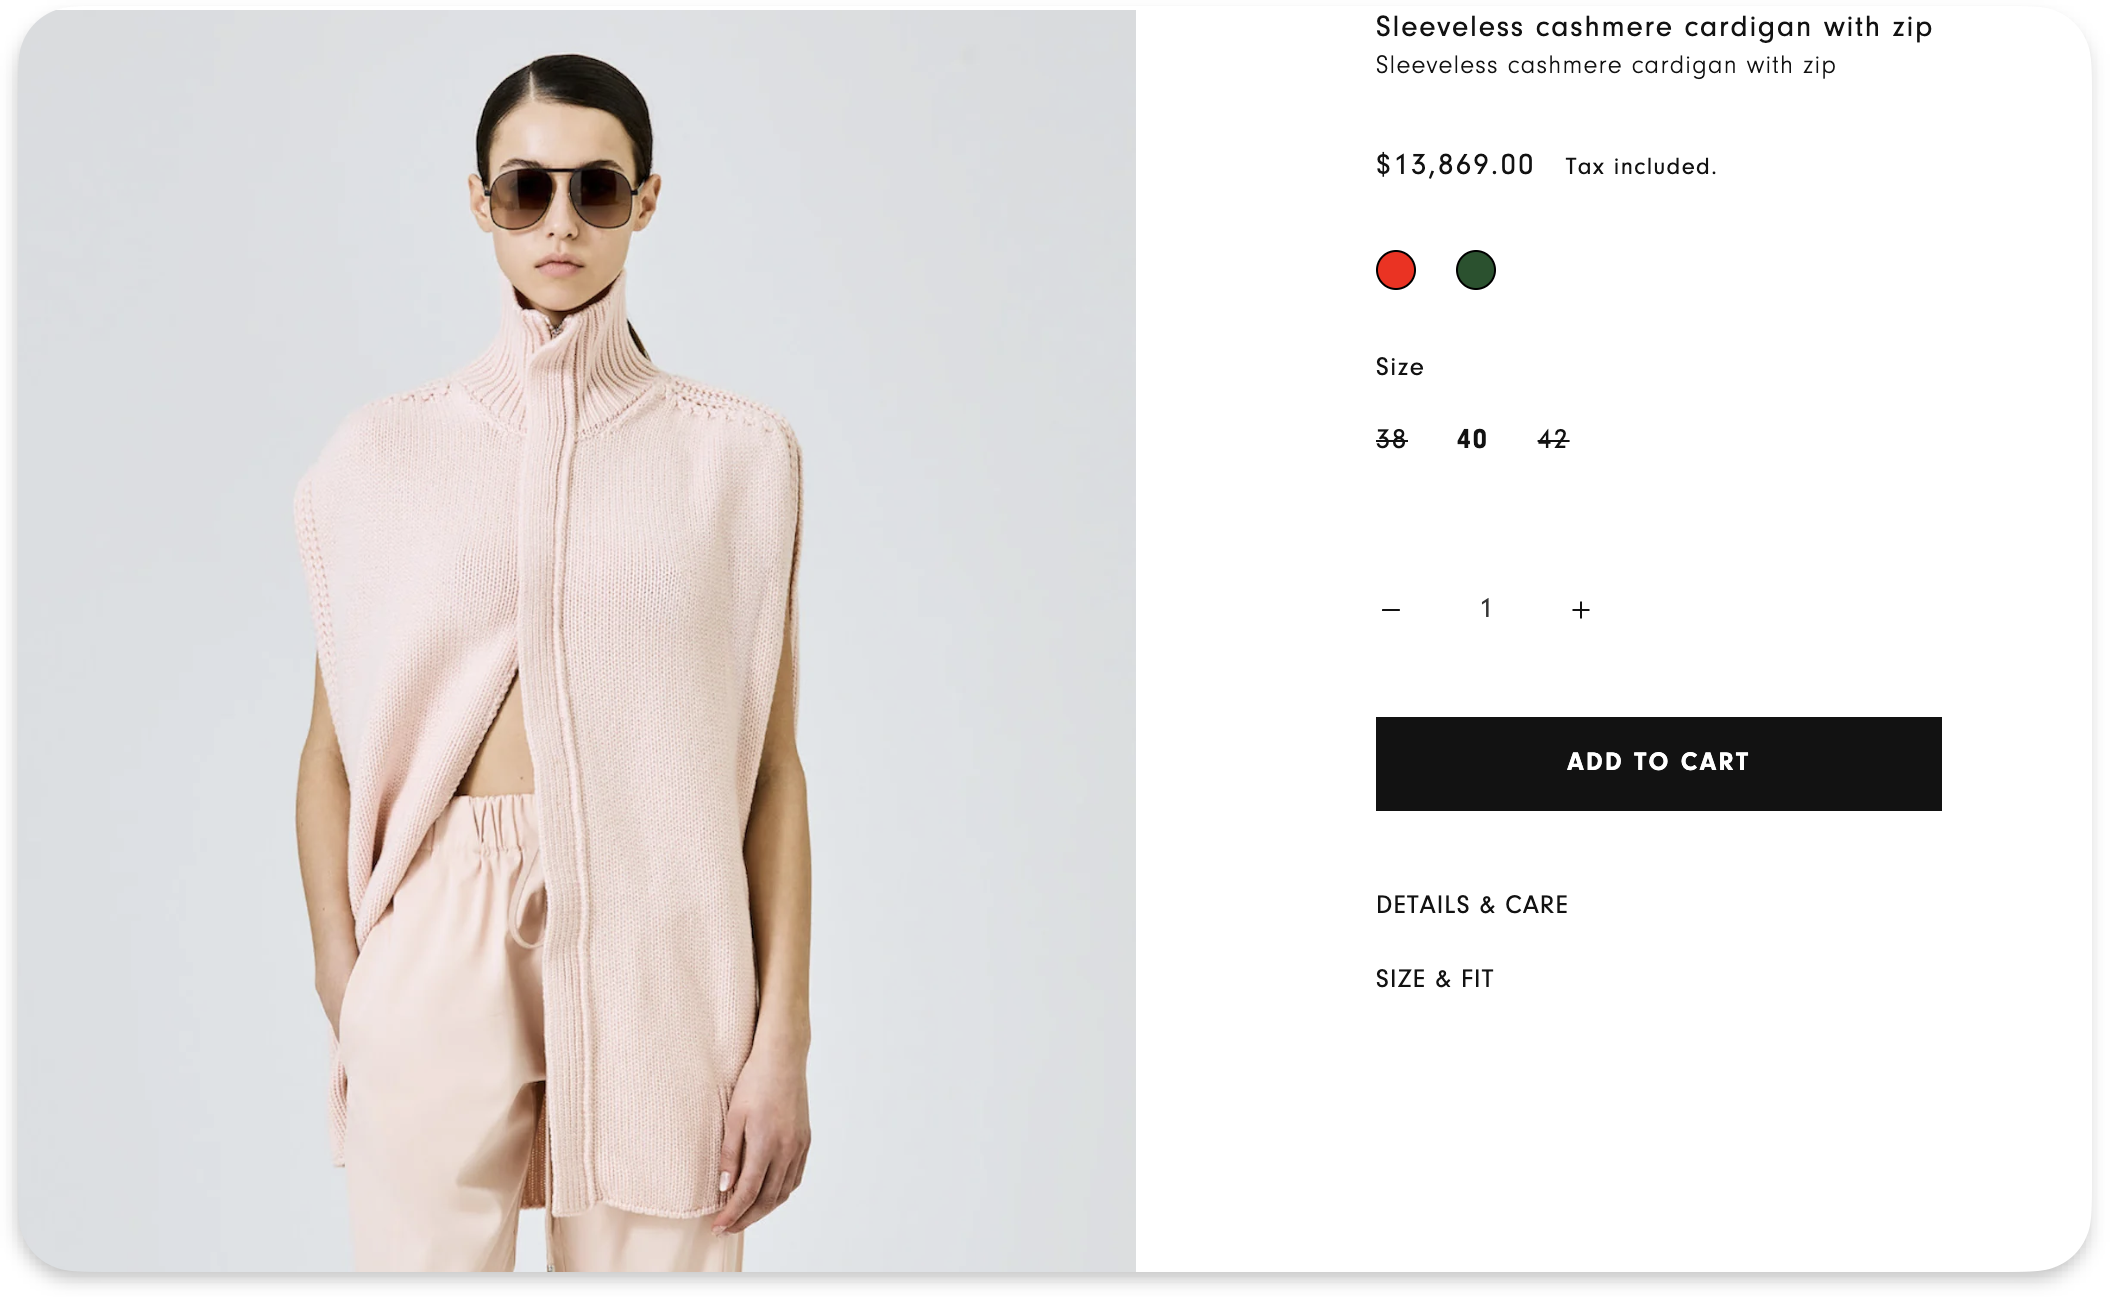 Sleeveless cashmere cardigan with zip
Sleeveless cashmere cardigan with zip
$13,869.00 Tax included.
Size
38 40 42
− 1 +
ADD TO CART
DETAILS & CARE
SIZE & FIT